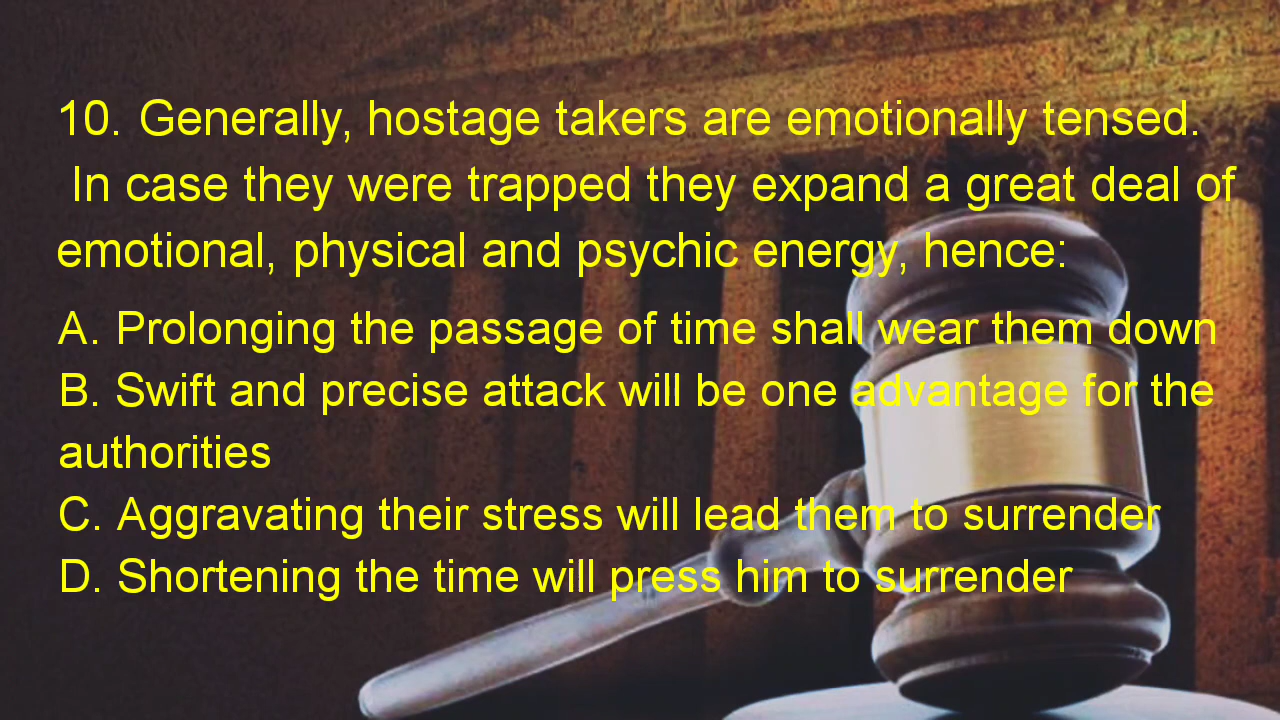 10. Generally, hostage takers are emotionally tensed.
In case they were trapped they expand a great deal of
emotional, physical and psychic energy, hence:
A. Prolonging the passage of time shall wear them down
B. Swift and precise attack will be one advantage for the
authorities
C. Aggravating their stress will lead them to surrender
D. Shortening the time will press him to surrender